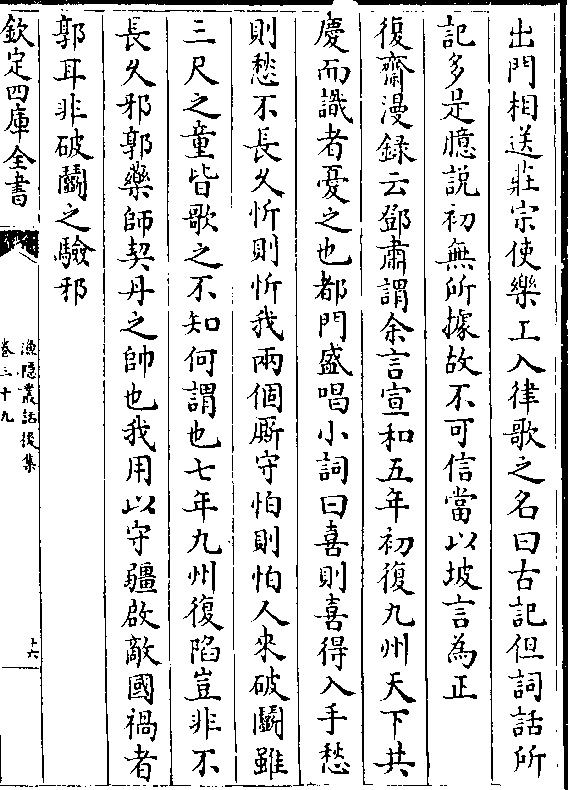 出門相送莊宗使樂工入律歌之名曰古記但詞話所
記多是臆説初無所據故不可信當以坡言為正
復齋漫録云鄧肅謂余言宣和五年初復九州天下共
慶而識者憂之也都門盛唱小詞曰喜則喜得入手愁
則愁不長久忻則忻我兩個厮守怕則怕人來破鬭雖
三尺之童皆歌之不知何謂也七年九州復陷豈非不
長久邪郭藥師契丹之帥也我用以守疆啟敵國禍者
郭耳非破鬭之驗邪
欽定四庫全書
漁隱叢話後集
卷三十九
十六